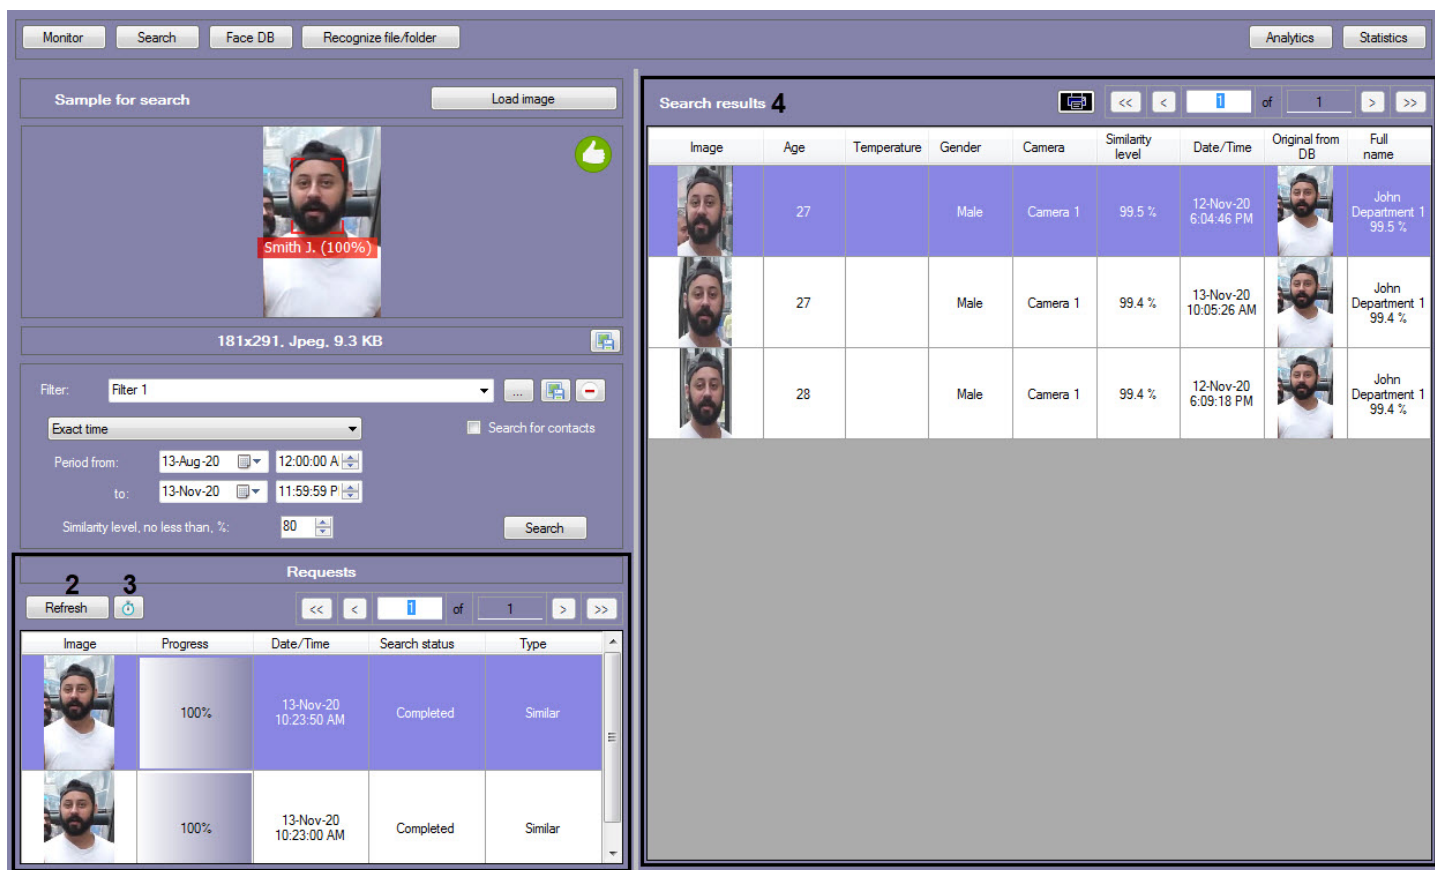 Monitor Search Face DB Recognize file/folder Analytics Statistics
Sample for search Load image
Smith J. (100%)
181x291, Jpeg, 9.3 KB
Filter: Filter 1 ...
Exact time Search for contacts
Period from: 13-Aug-20 12:00:00 A
to: 13-Nov-20 11:59:59 P
Similarity level, no less than, %: 80 Search
Requests
2 3
Refresh << < 1 of 1 > >>
Image Progress Date/Time Search status Type
100% 13-Nov-20 10:23:50 AM Completed Similar
100% 13-Nov-20 10:23:00 AM Completed Similar
Search results 4 << < 1 of 1 > >>
Image Age Temperature Gender Camera Similarity level Date/Time Original from DB Full name
27 Male Camera 1 99.5 % 12-Nov-20 6:04:46 PM John Department 1 99.5 %
27 Male Camera 1 99.4 % 13-Nov-20 10:05:26 AM John Department 1 99.4 %
28 Male Camera 1 99.4 % 12-Nov-20 6:09:18 PM John Department 1 99.4 %